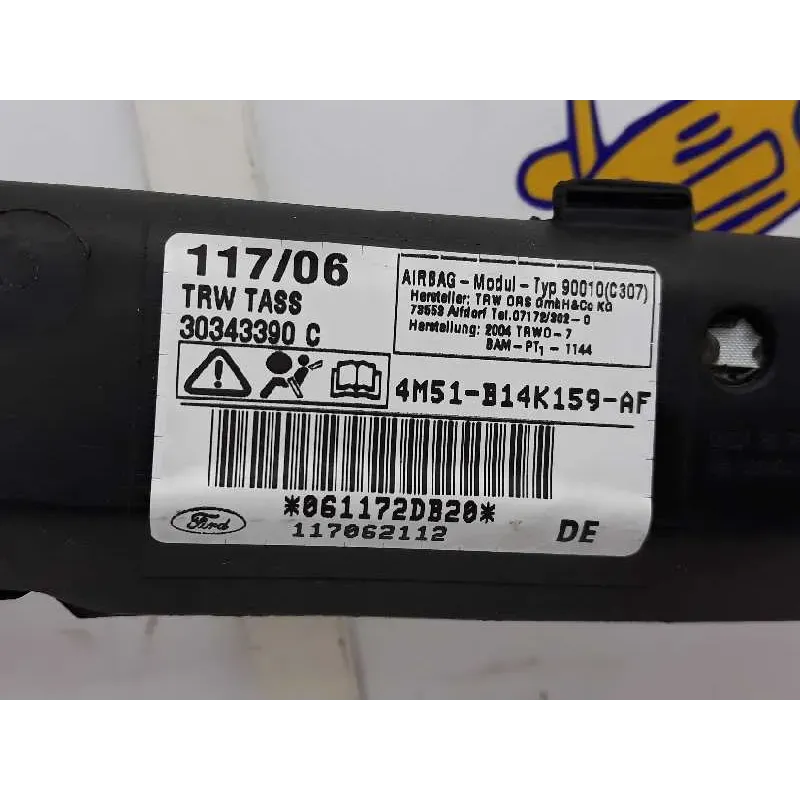 117/06
TRW TASS
30343390 C
AIRBAG - Modul - Typ 90010(C307)
Hersteller: TRW ORS GmbH&Co KG
73553 Alfdorf Tel.07172/302-0
Herstellung: 2004 TRWD-7
BAM-PT1-1144
4M51-B14K159-AF
*061172DB20*
117062112
Ford
DE